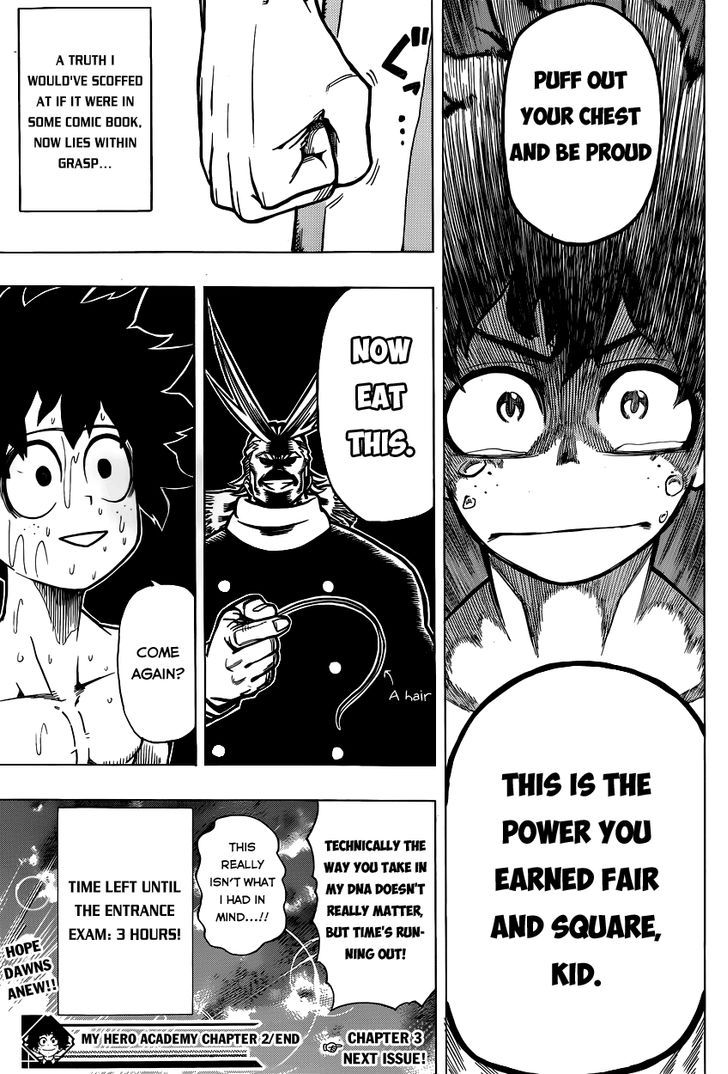 PUFF OUT
YOUR CHEST
AND BE PROUD
THIS IS THE
POWER YOU
EARNED FAIR
AND SQUARE,
KID.
ぐ…
A TRUTH I
WOULD'VE SCOFFED
AT IF IT WERE IN
SOME COMIC BOOK,
NOW LIES WITHIN
GRASP...
NOW
EAT
THIS.
A hair
COME
AGAIN?
TECHNICALLY THE
WAY YOU TAKE IN
MY DNA DOESN'T
REALLY MATTER,
BUT TIME'S RUN-
NING OUT!
THIS
REALLY
ISN'T WHAT
I HAD IN
MIND...!!
TIME LEFT UNTIL
THE ENTRANCE
EXAM: 3 HOURS!
HOPE
DAWNS
ANEW!!
MY HERO ACADEMY CHAPTER 2/END
☞ CHAPTER 3
NEXT ISSUE!